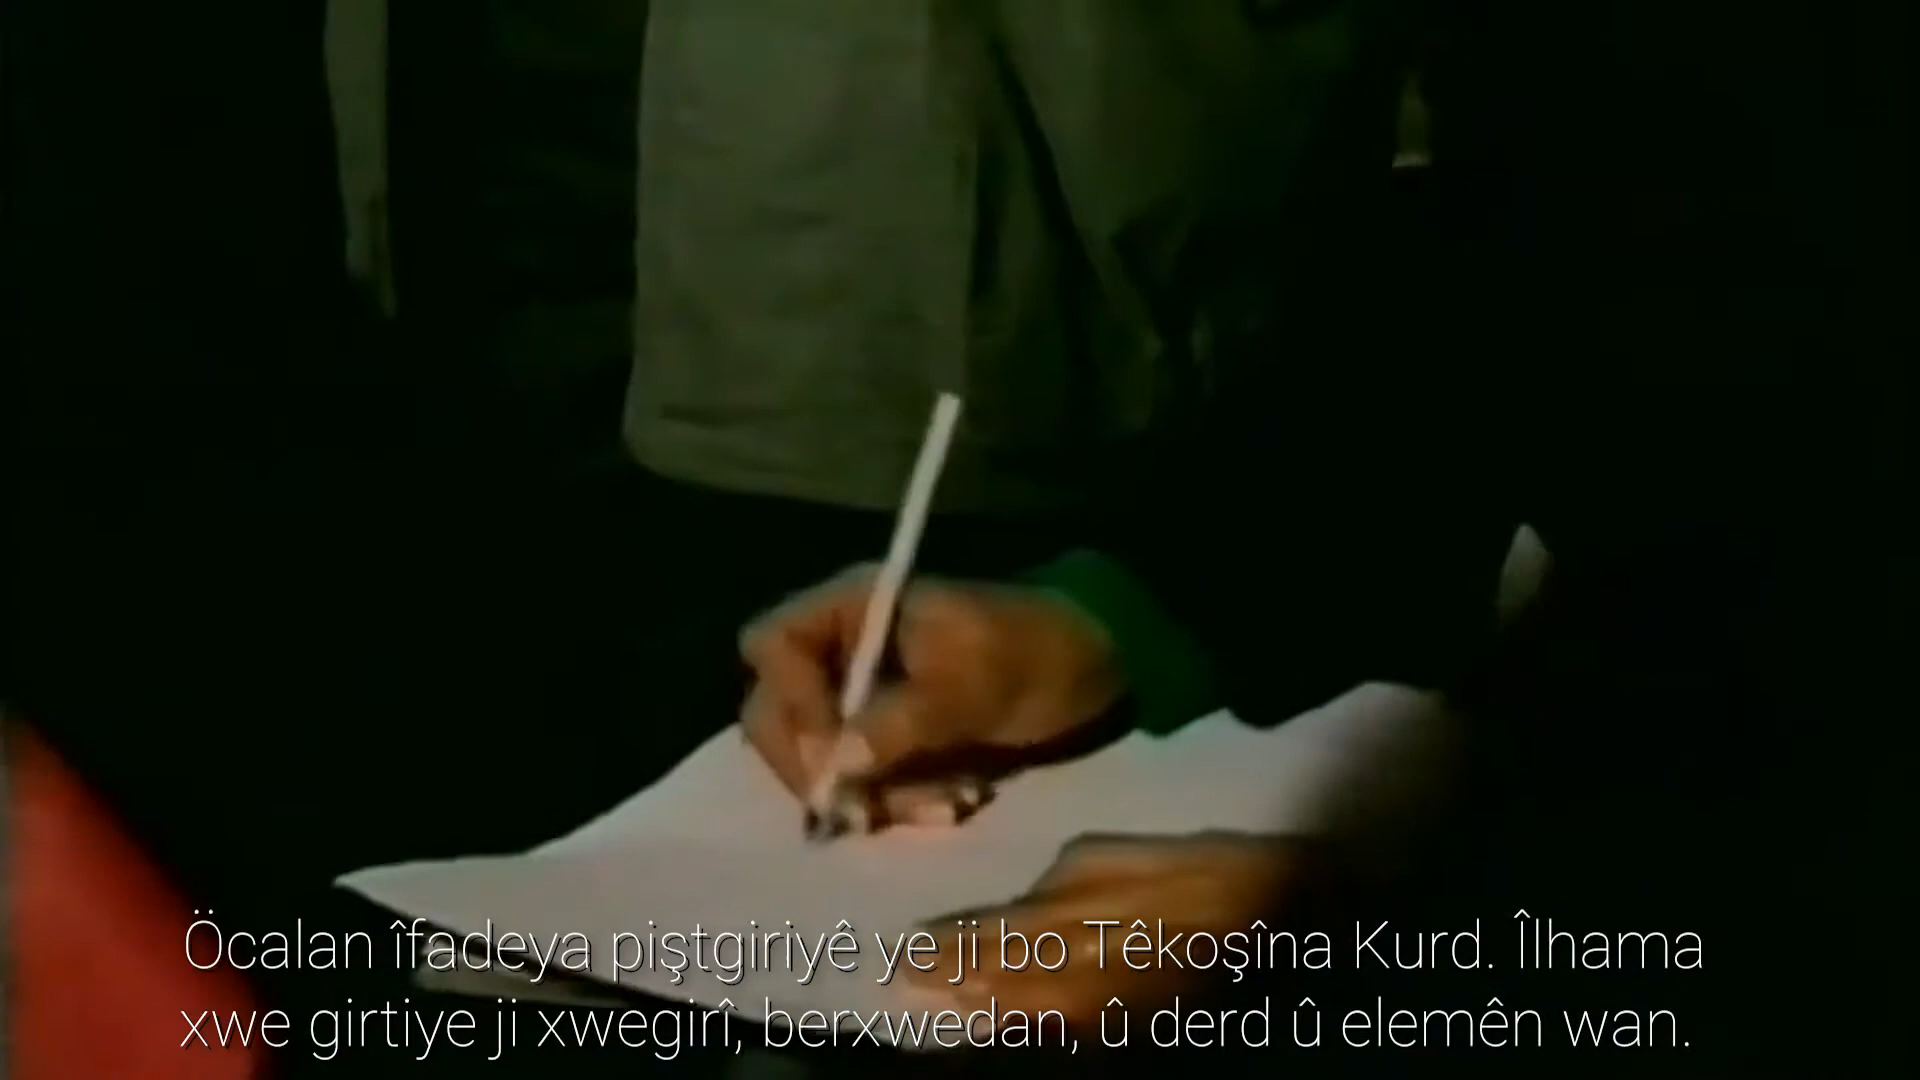 Öcalan îfadeya piştgiriyê ye ji bo Têkoşîna Kurd. Îlhama
xwe girtiye ji xwegirî, berxwedan, û derd û elemên wan.